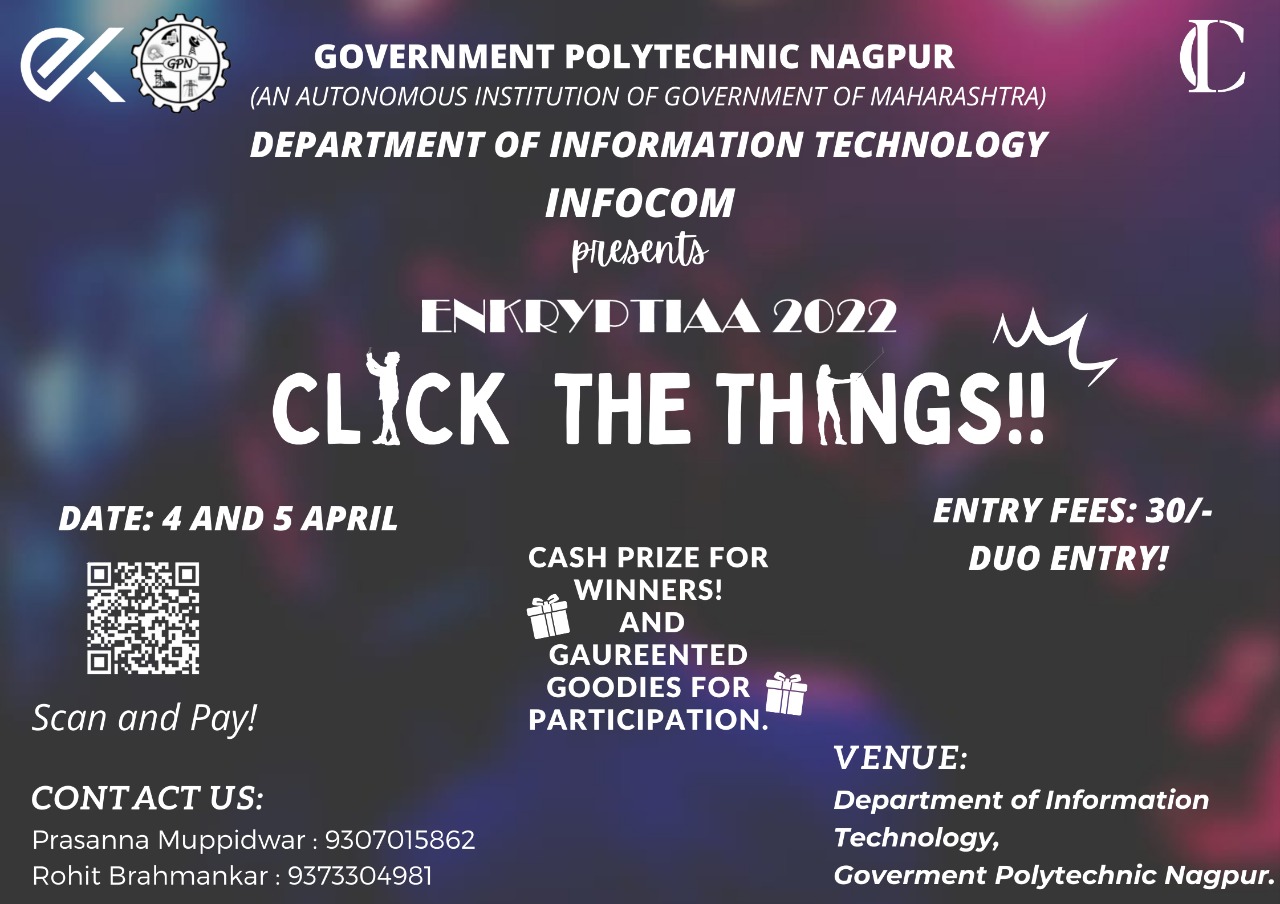 GPN
GOVERNMENT POLYTECHNIC NAGPUR
(AN AUTONOMOUS INSTITUTION OF GOVERNMENT OF MAHARASHTRA)
DEPARTMENT OF INFORMATION TECHNOLOGY
INFOCOM
presents
ENKRYPTIAA 2022
CLICK THE THINGS!!
DATE: 4 AND 5 APRIL
Scan and Pay!
CASH PRIZE FOR
WINNERS!
AND
GAUREENTED
GOODIES FOR
PARTICIPATION.
ENTRY FEES: 30/-
DUO ENTRY!
CONTACT US:
Prasanna Muppidwar : 9307015862
Rohit Brahmankar : 9373304981
VENUE:
Department of Information
Technology,
Goverment Polytechnic Nagpur.